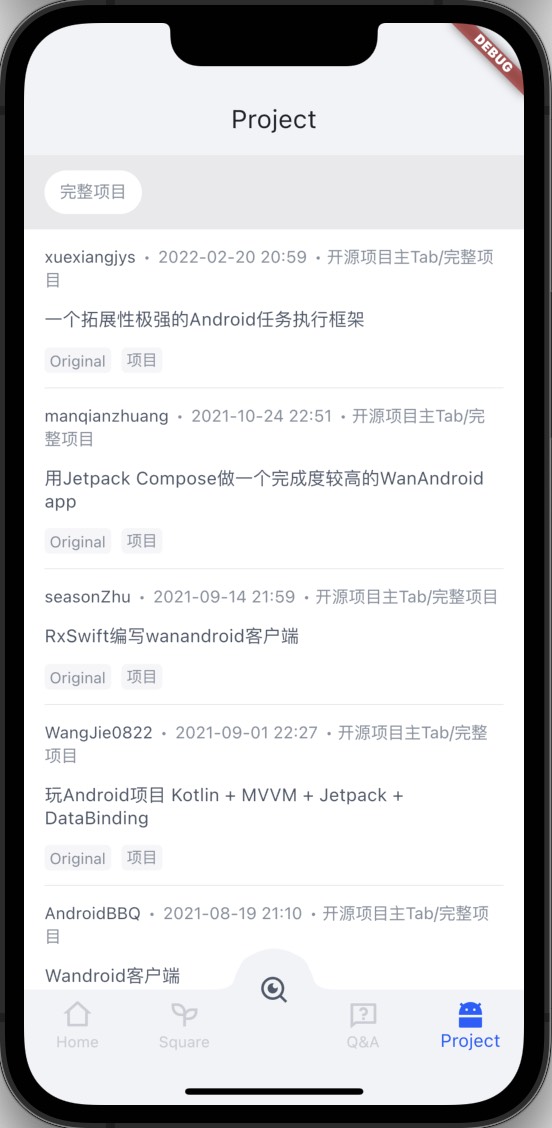 DEBUG
Project
完整项目
xuexiangjys • 2022-02-20 20:59 • 开源项目主Tab/完整项
目
一个拓展性极强的Android任务执行框架
Original 项目
manqianzhuang • 2021-10-24 22:51 • 开源项目主Tab/完
整项目
用Jetpack Compose做一个完成度较高的WanAndroid
app
Original 项目
seasonZhu • 2021-09-14 21:59 • 开源项目主Tab/完整项目
RxSwift编写wanandroid客户端
Original 项目
WangJie0822 • 2021-09-01 22:27 • 开源项目主Tab/完整
项目
玩Android项目 Kotlin + MVVM + Jetpack +
DataBinding
Original 项目
AndroidBBQ • 2021-08-19 21:10 • 开源项目主Tab/完整项
目
Wandroid客户端
Home Square Q&A Project